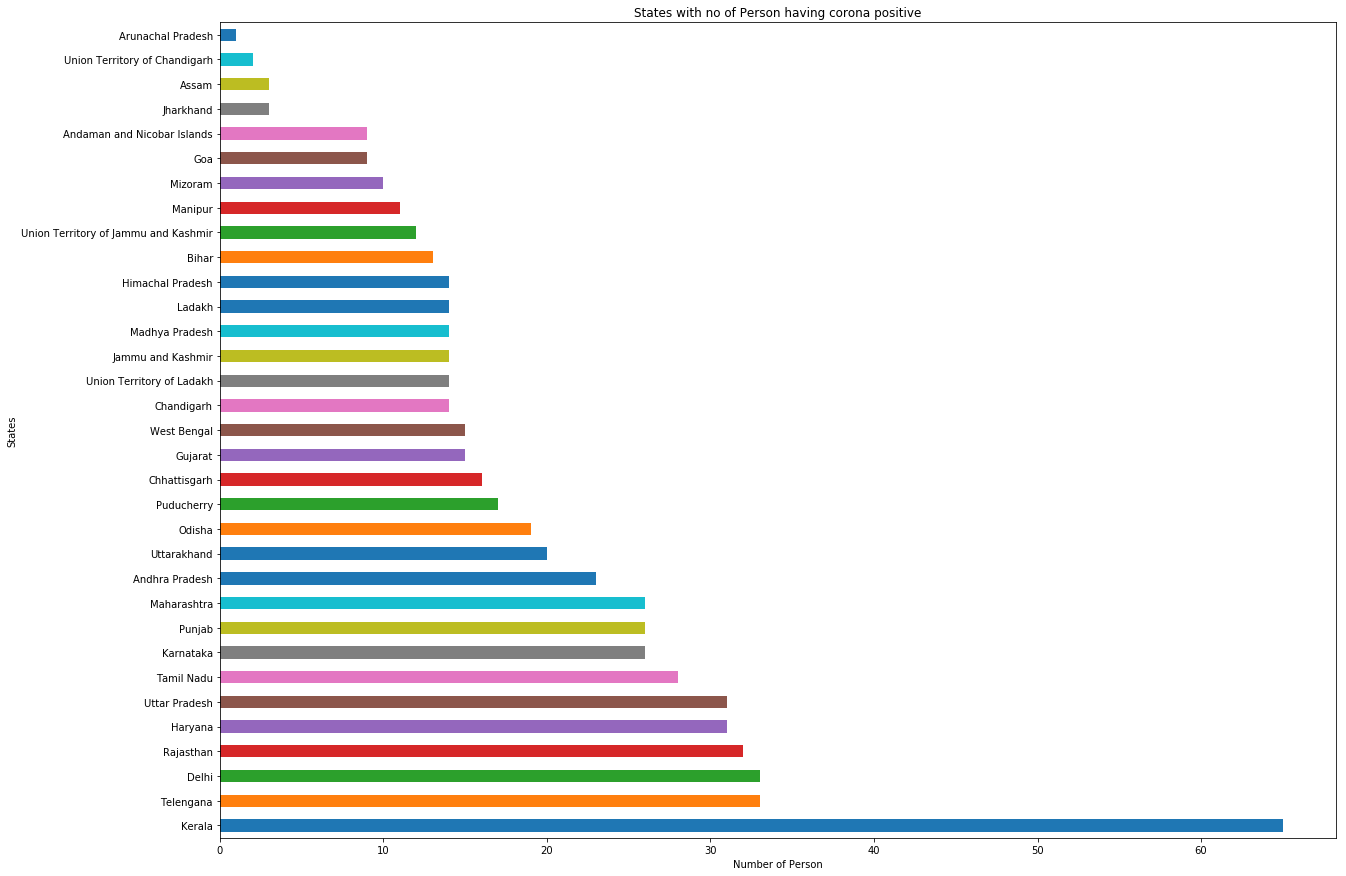 States with no of Person having corona positive
Arunachal Pradesh
Union Territory of Chandigarh
Assam
Jharkhand
Andaman and Nicobar Islands
Goa
Mizoram
Manipur
Union Territory of Jammu and Kashmir
Bihar
Himachal Pradesh
Ladakh
Madhya Pradesh
Jammu and Kashmir
Union Territory of Ladakh
Chandigarh
States
West Bengal
Gujarat
Chhattisgarh
Puducherry
Odisha
Uttarakhand
Andhra Pradesh
Maharashtra
Punjab
Karnataka
Tamil Nadu
Uttar Pradesh
Haryana
Rajasthan
Delhi
Telengana
Kerala
0 10 20 30 40 50 60
Number of Person